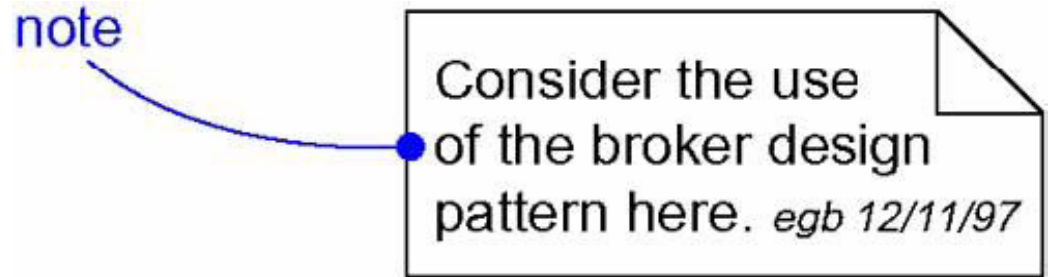 note
Consider the use
of the broker design
pattern here. egb 12/11/97